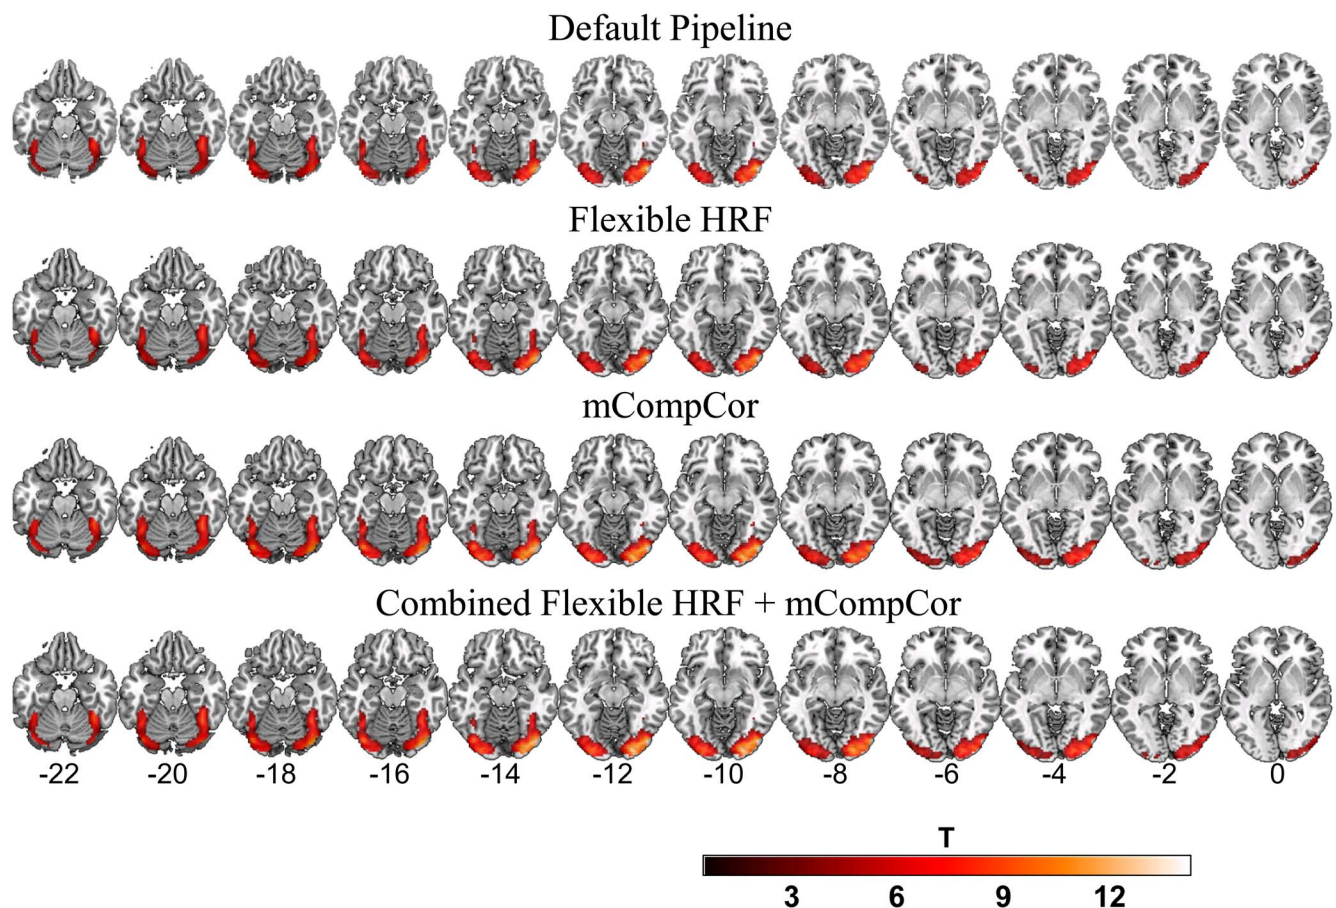 Default Pipeline
Flexible HRF
mCompCor
Combined Flexible HRF + mCompCor
-22 -20 -18 -16 -14 -12 -10 -8 -6 -4 -2 0
T
3 6 9 12